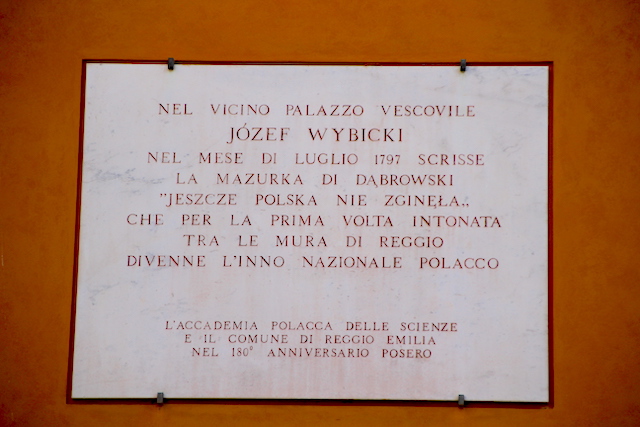 NEL VICINO PALAZZO VESCOVILE
JÓZEF WYBICKI
NEL MESE DI LUGLIO 1797 SCRISSE
LA MAZURKA DI DĄBROWSKI
"JESZCZE POLSKA NIE ZGINĘŁA„
CHE PER LA PRIMA VOLTA INTONATA
TRA LE MURA DI REGGIO
DIVENNE L'INNO NAZIONALE POLACCO
L'ACCADEMIA POLACCA DELLE SCIENZE
E IL COMUNE DI REGGIO EMILIA
NEL 180° ANNIVERSARIO POSERO